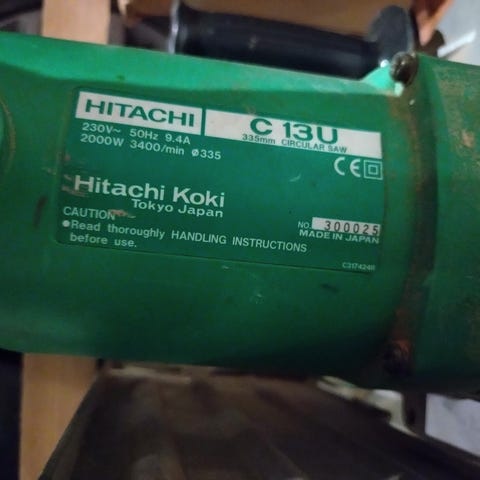 HITACHI
C 13U
335mm CIRCULAR SAW
230V~ 50Hz 9.4A
2000W 3400/min ø335
CE
Hitachi Koki
Tokyo Japan
CAUTION
●Read thoroughly HANDLING INSTRUCTIONS
before use.
NO. 300025
MADE IN JAPAN